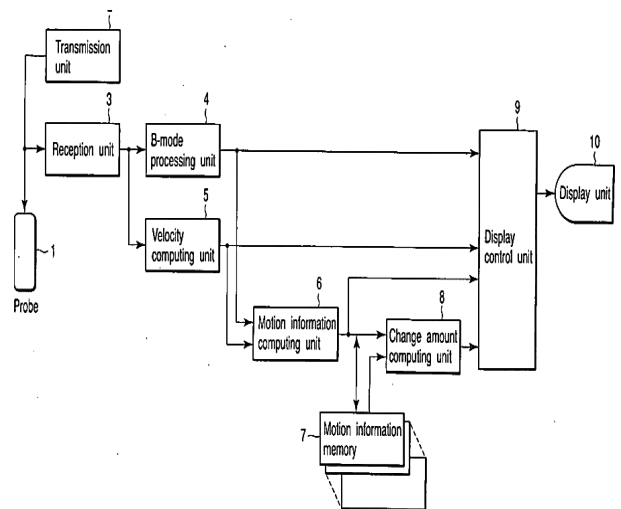 Transmission
unit
3
Reception unit
4
B-mode
processing unit
5
Velocity
computing unit
1
Probe
6
Motion information
computing unit
7
Motion information
memory
8
Change amount
computing unit
9
Display
control unit
10
Display unit